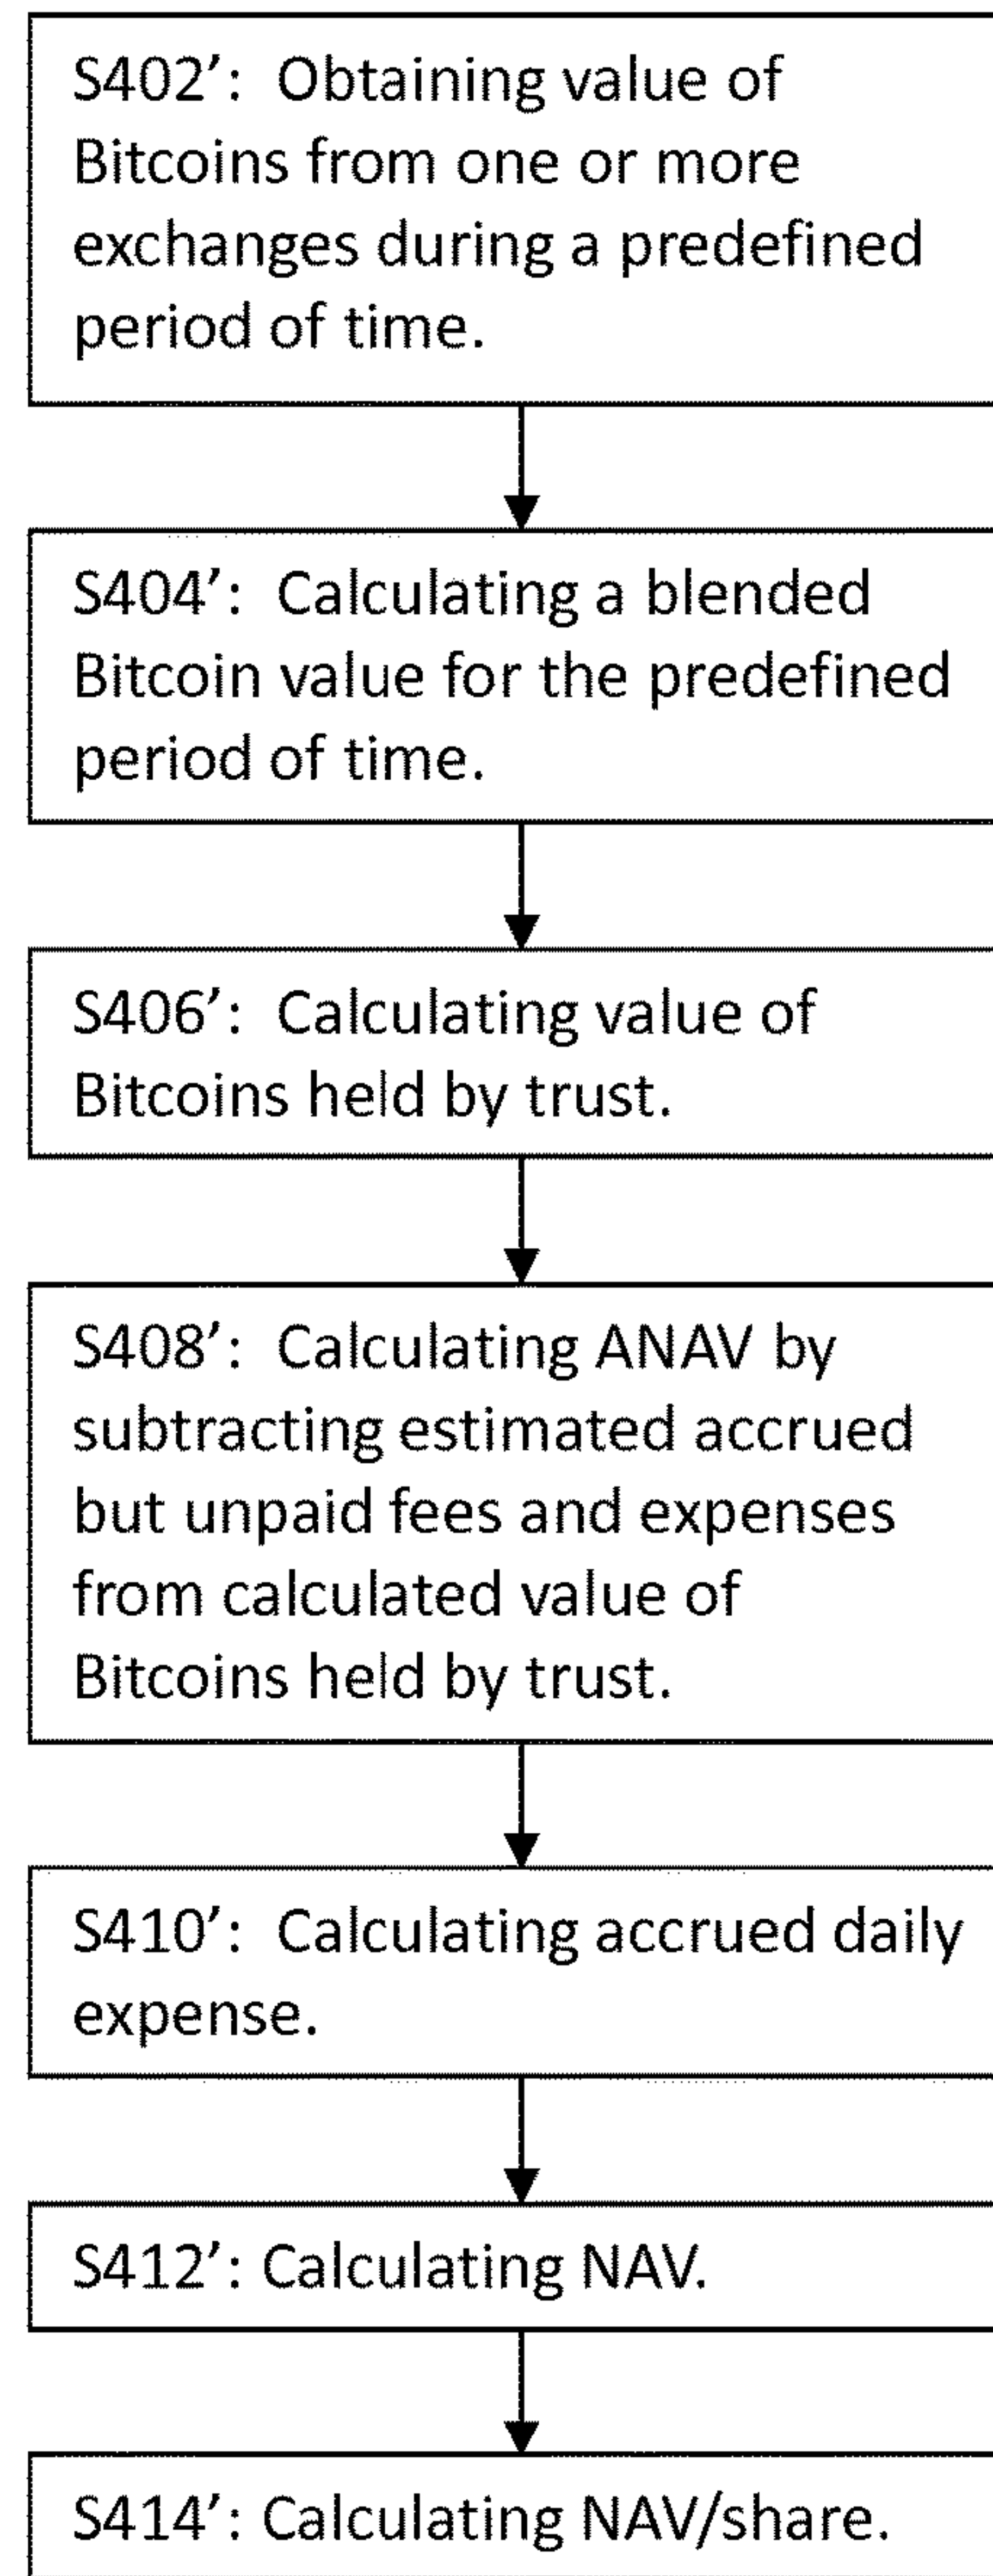 S402’: Obtaining value of
Bitcoins from one or more
exchanges during a predefined
period of time.
S404’: Calculating a blended
Bitcoin value for the predefined
period of time.
S406’: Calculating value of
Bitcoins held by trust.
S408’: Calculating ANAV by
subtracting estimated accrued
but unpaid fees and expenses
from calculated value of
Bitcoins held by trust.
S410’: Calculating accrued daily
expense.
S412’: Calculating NAV.
S414’: Calculating NAV/share.